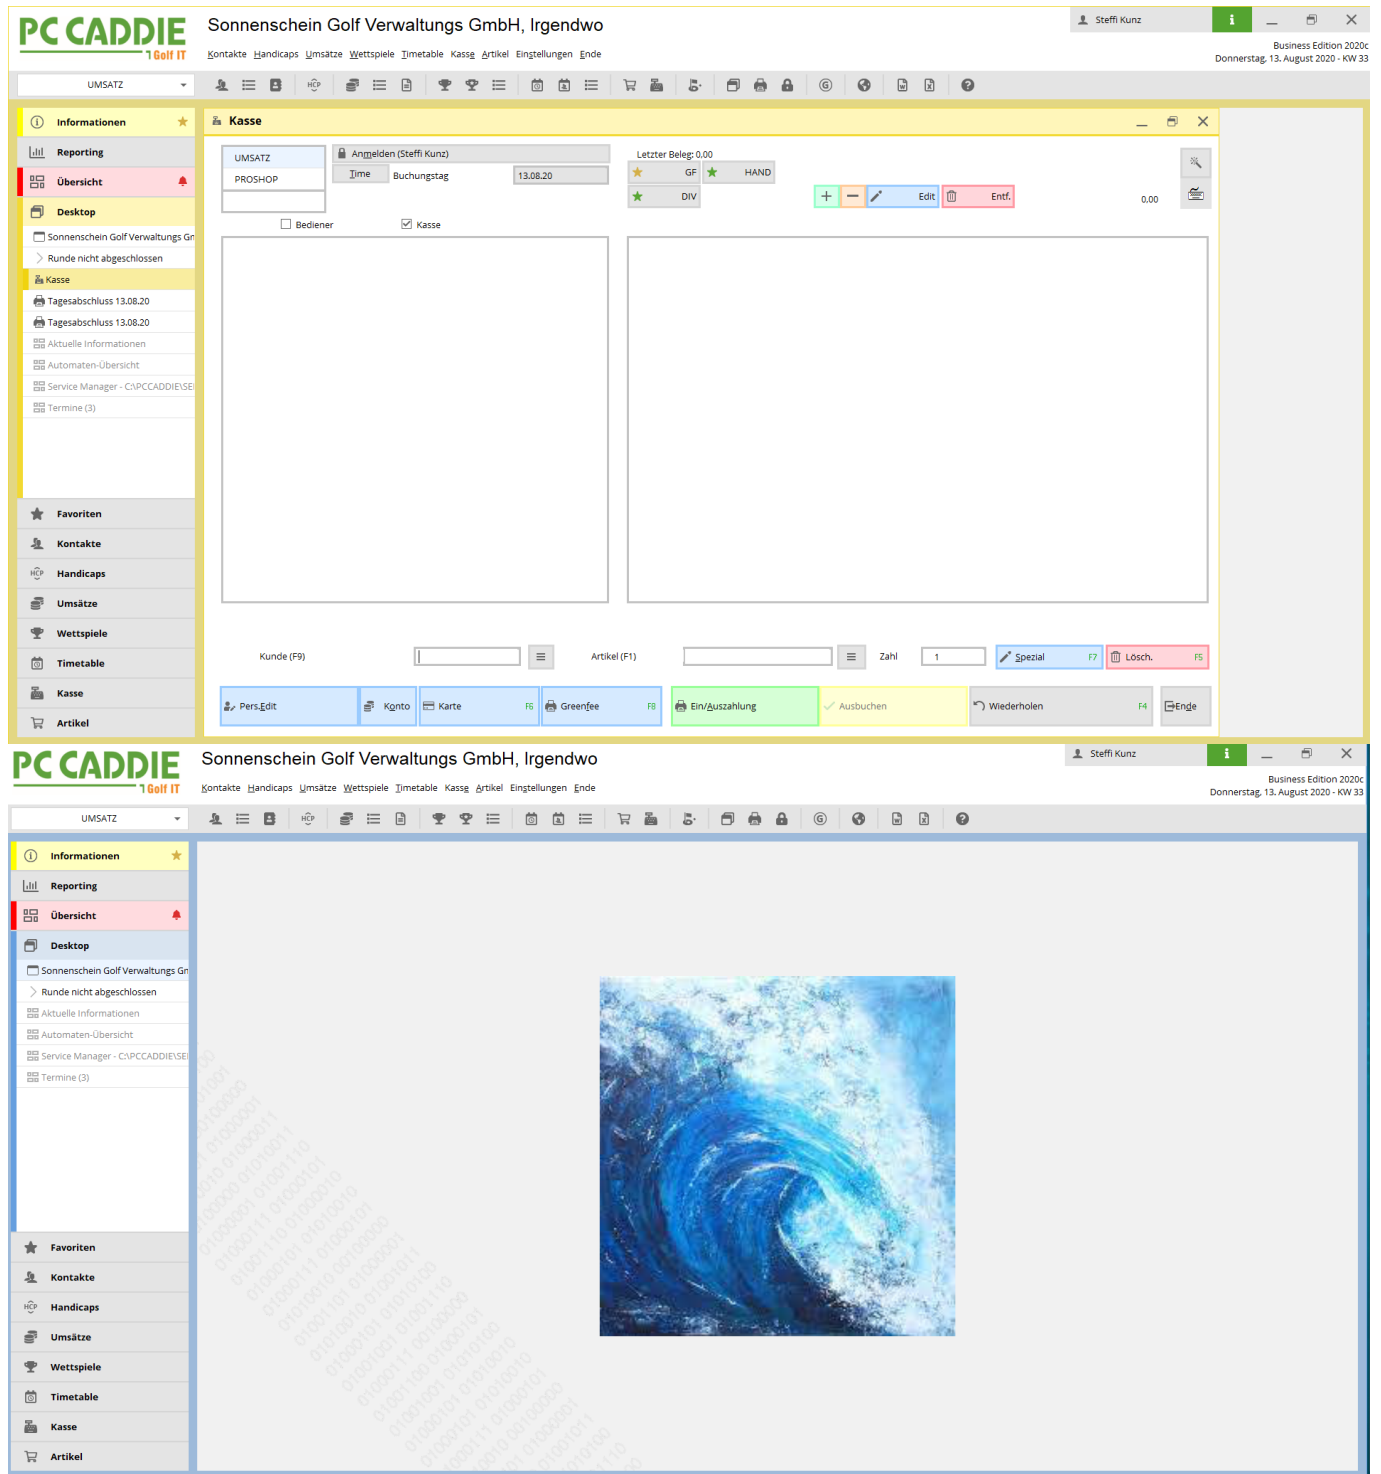 PC CADDIE
Golf IT
Sonnenschein Golf Verwaltungs GmbH, Irgendwo
Kontakte Handicaps Umsätze Wettspiele Timetable Kasse Artikel Einstellungen Ende
Steffi Kunz
i
Business Edition 2020c
Donnerstag, 13. August 2020 - KW 33
UMSATZ
HCP
Informationen
Reporting
Übersicht
Desktop
Sonnenschein Golf Verwaltungs Gm
Runde nicht abgeschlossen
Kasse
Tagesabschluss 13.08.20
Tagesabschluss 13.08.20
Aktuelle Informationen
Automaten-Übersicht
Service Manager - C:\PCCADDIE\SEI
Termine (3)
Favoriten
Kontakte
HCP Handicaps
Umsätze
Wettspiele
Timetable
Kasse
Artikel
Kasse
UMSATZ
PROSHOP
Anmelden (Steffi Kunz)
Time Buchungstag 13.08.20
Bediener Kasse
Letzter Beleg: 0,00
GF HAND
DIV
+ − Edit Entf.
0,00
Kunde (F9) Artikel (F1) Zahl 1 Spezial F7 Lösch. F5
Pers.Edit Konto Karte F6 Greenfee F8 Ein/Auszahlung Ausbuchen Wiederholen F4 Ende
PC CADDIE
Golf IT
Sonnenschein Golf Verwaltungs GmbH, Irgendwo
Kontakte Handicaps Umsätze Wettspiele Timetable Kasse Artikel Einstellungen Ende
Steffi Kunz
i
Business Edition 2020c
Donnerstag, 13. August 2020 - KW 33
UMSATZ
HCP
Informationen
Reporting
Übersicht
Desktop
Sonnenschein Golf Verwaltungs Gm
Runde nicht abgeschlossen
Aktuelle Informationen
Automaten-Übersicht
Service Manager - C:\PCCADDIE\SEI
Termine (3)
Favoriten
Kontakte
HCP Handicaps
Umsätze
Wettspiele
Timetable
Kasse
Artikel